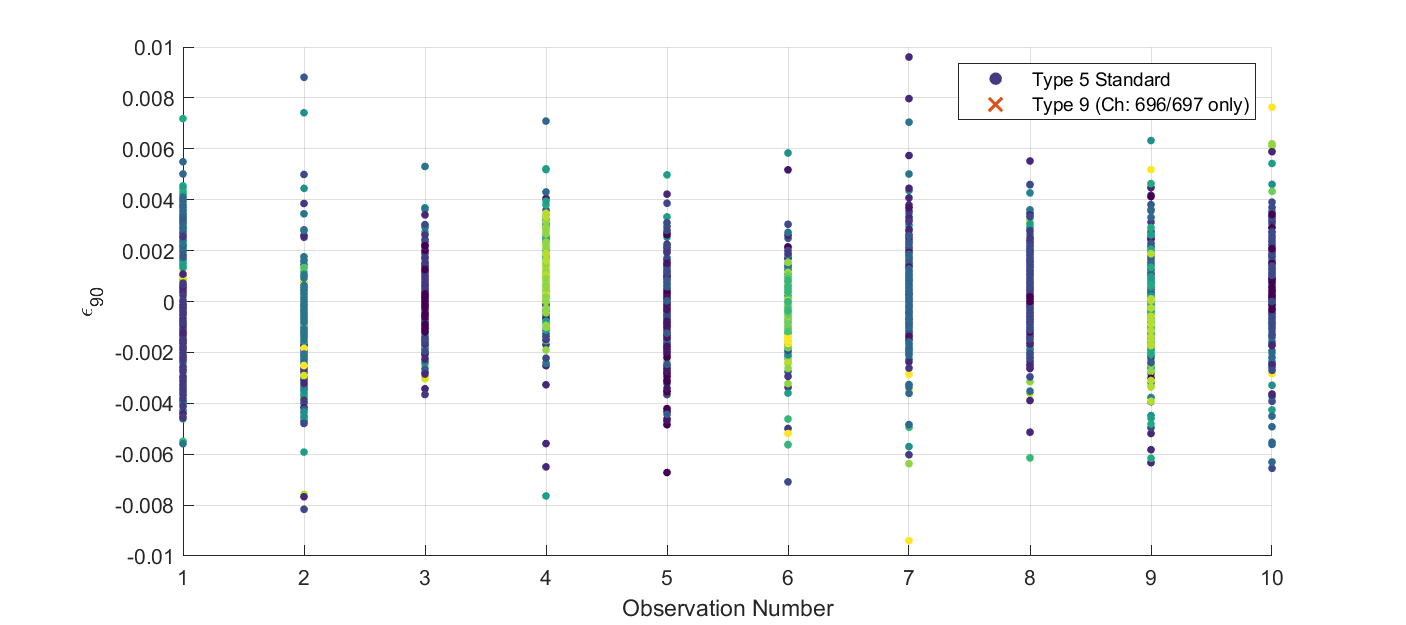 0.01
0.008
0.006
0.004
0.002
0
-0.002
-0.004
-0.006
-0.008
-0.01
ϵ90
1 2 3 4 5 6 7 8 9 10
Observation Number
Type 5 Standard
Type 9 (Ch: 696/697 only)